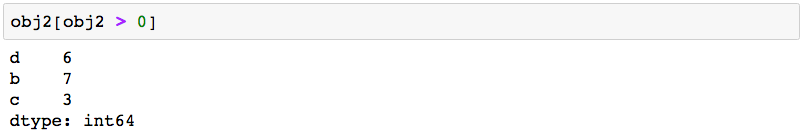 obj2[obj2 > 0]
d    6
b    7
c    3
dtype: int64